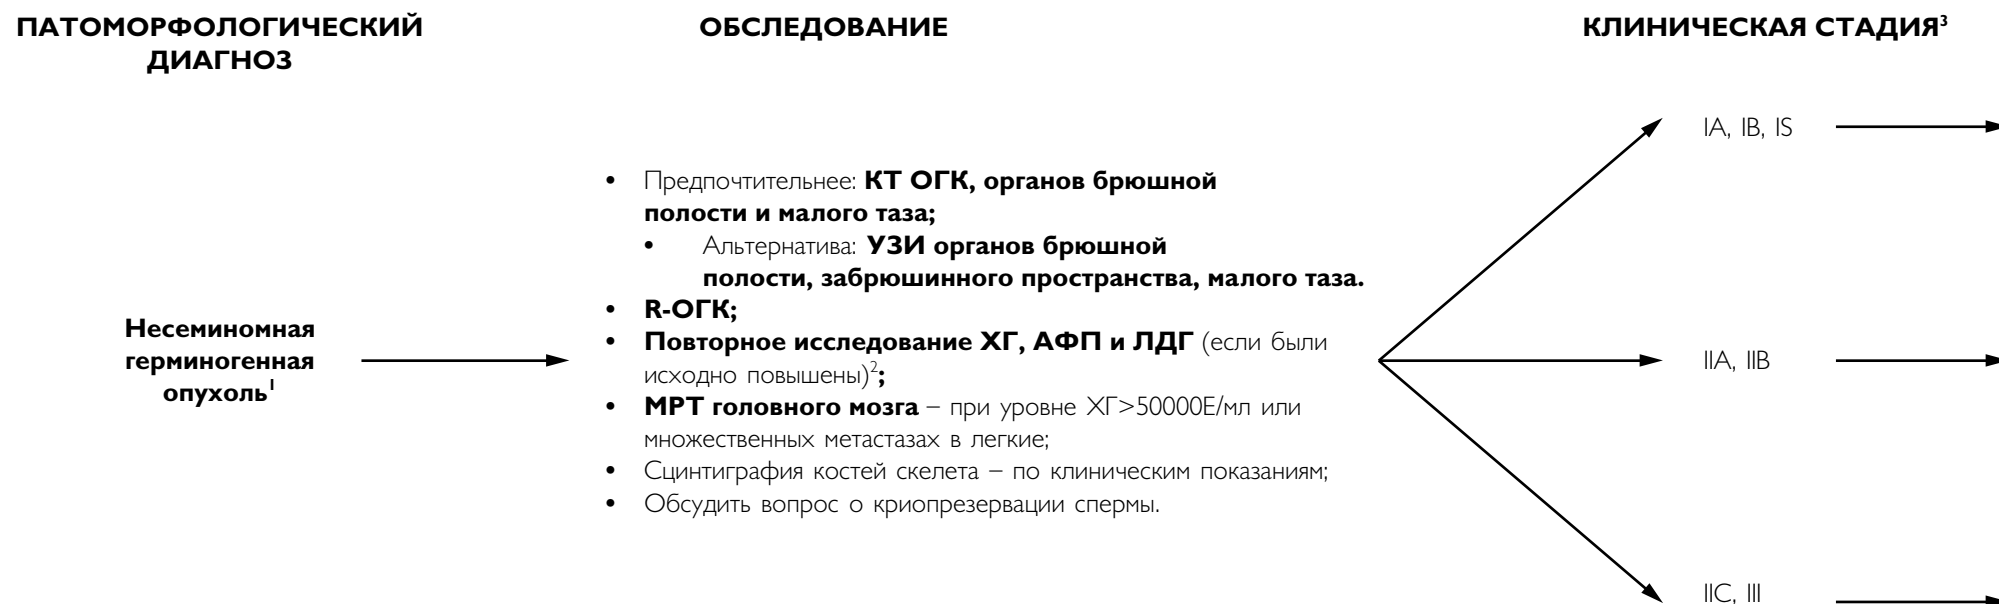 ПАТОМОРФОЛОГИЧЕСКИЙ
ДИАГНОЗ
ОБСЛЕДОВАНИЕ
КЛИНИЧЕСКАЯ СТАДИЯ³
Несеминомная
герминогенная
опухоль¹
• Предпочтительнее: КТ ОГК, органов брюшной
полости и малого таза;
• Альтернатива: УЗИ органов брюшной
полости, забрюшинного пространства, малого таза.
• R-ОГК;
• Повторное исследование ХГ, АФП и ЛДГ (если были
исходно повышены)²;
• МРТ головного мозга – при уровне ХГ>50000Е/мл или
множественных метастазах в легкие;
• Сцинтиграфия костей скелета – по клиническим показаниям;
• Обсудить вопрос о криопрезервации спермы.
IA, IB, IS
IIA, IIB
IIC, III